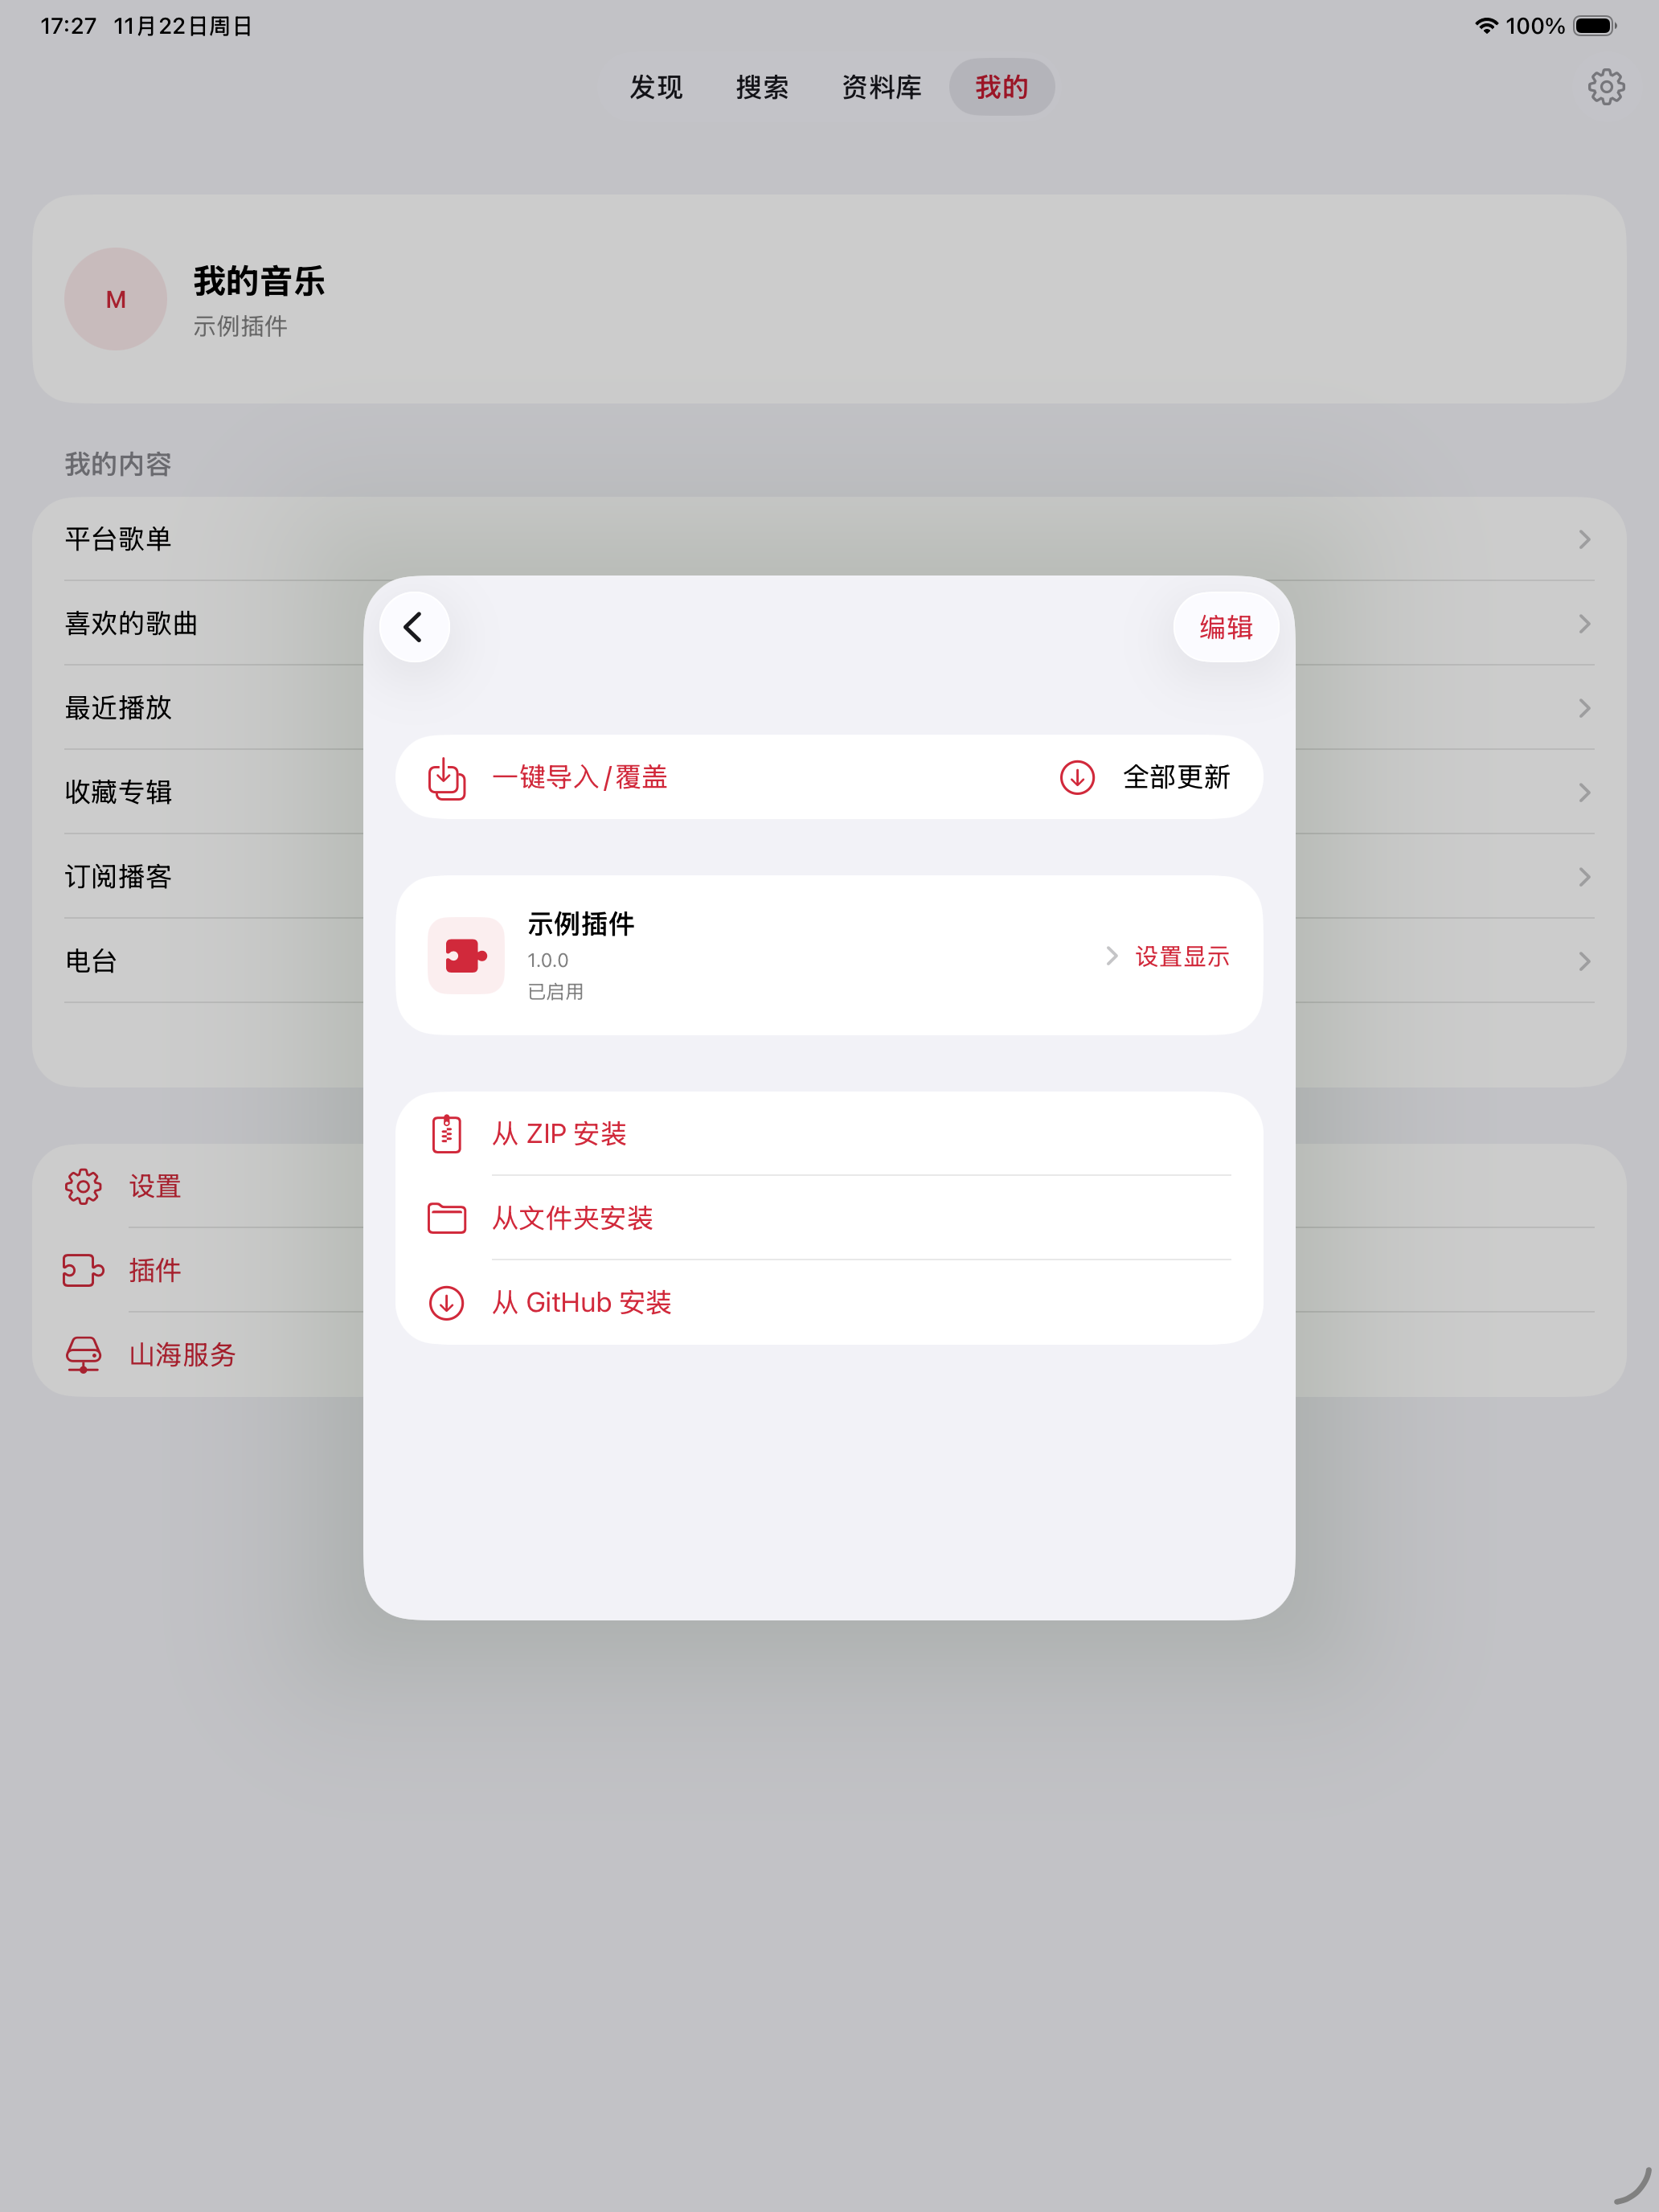 17:27 11月22日周日
100%
发现 搜索 资料库 我的
M
我的音乐
示例插件
我的内容
平台歌单
喜欢的歌曲
最近播放
收藏专辑
订阅播客
电台
设置
插件
山海服务
编辑
一键导入/覆盖
全部更新
示例插件
1.0.0
已启用
设置显示
从 ZIP 安装
从文件夹安装
从 GitHub 安装